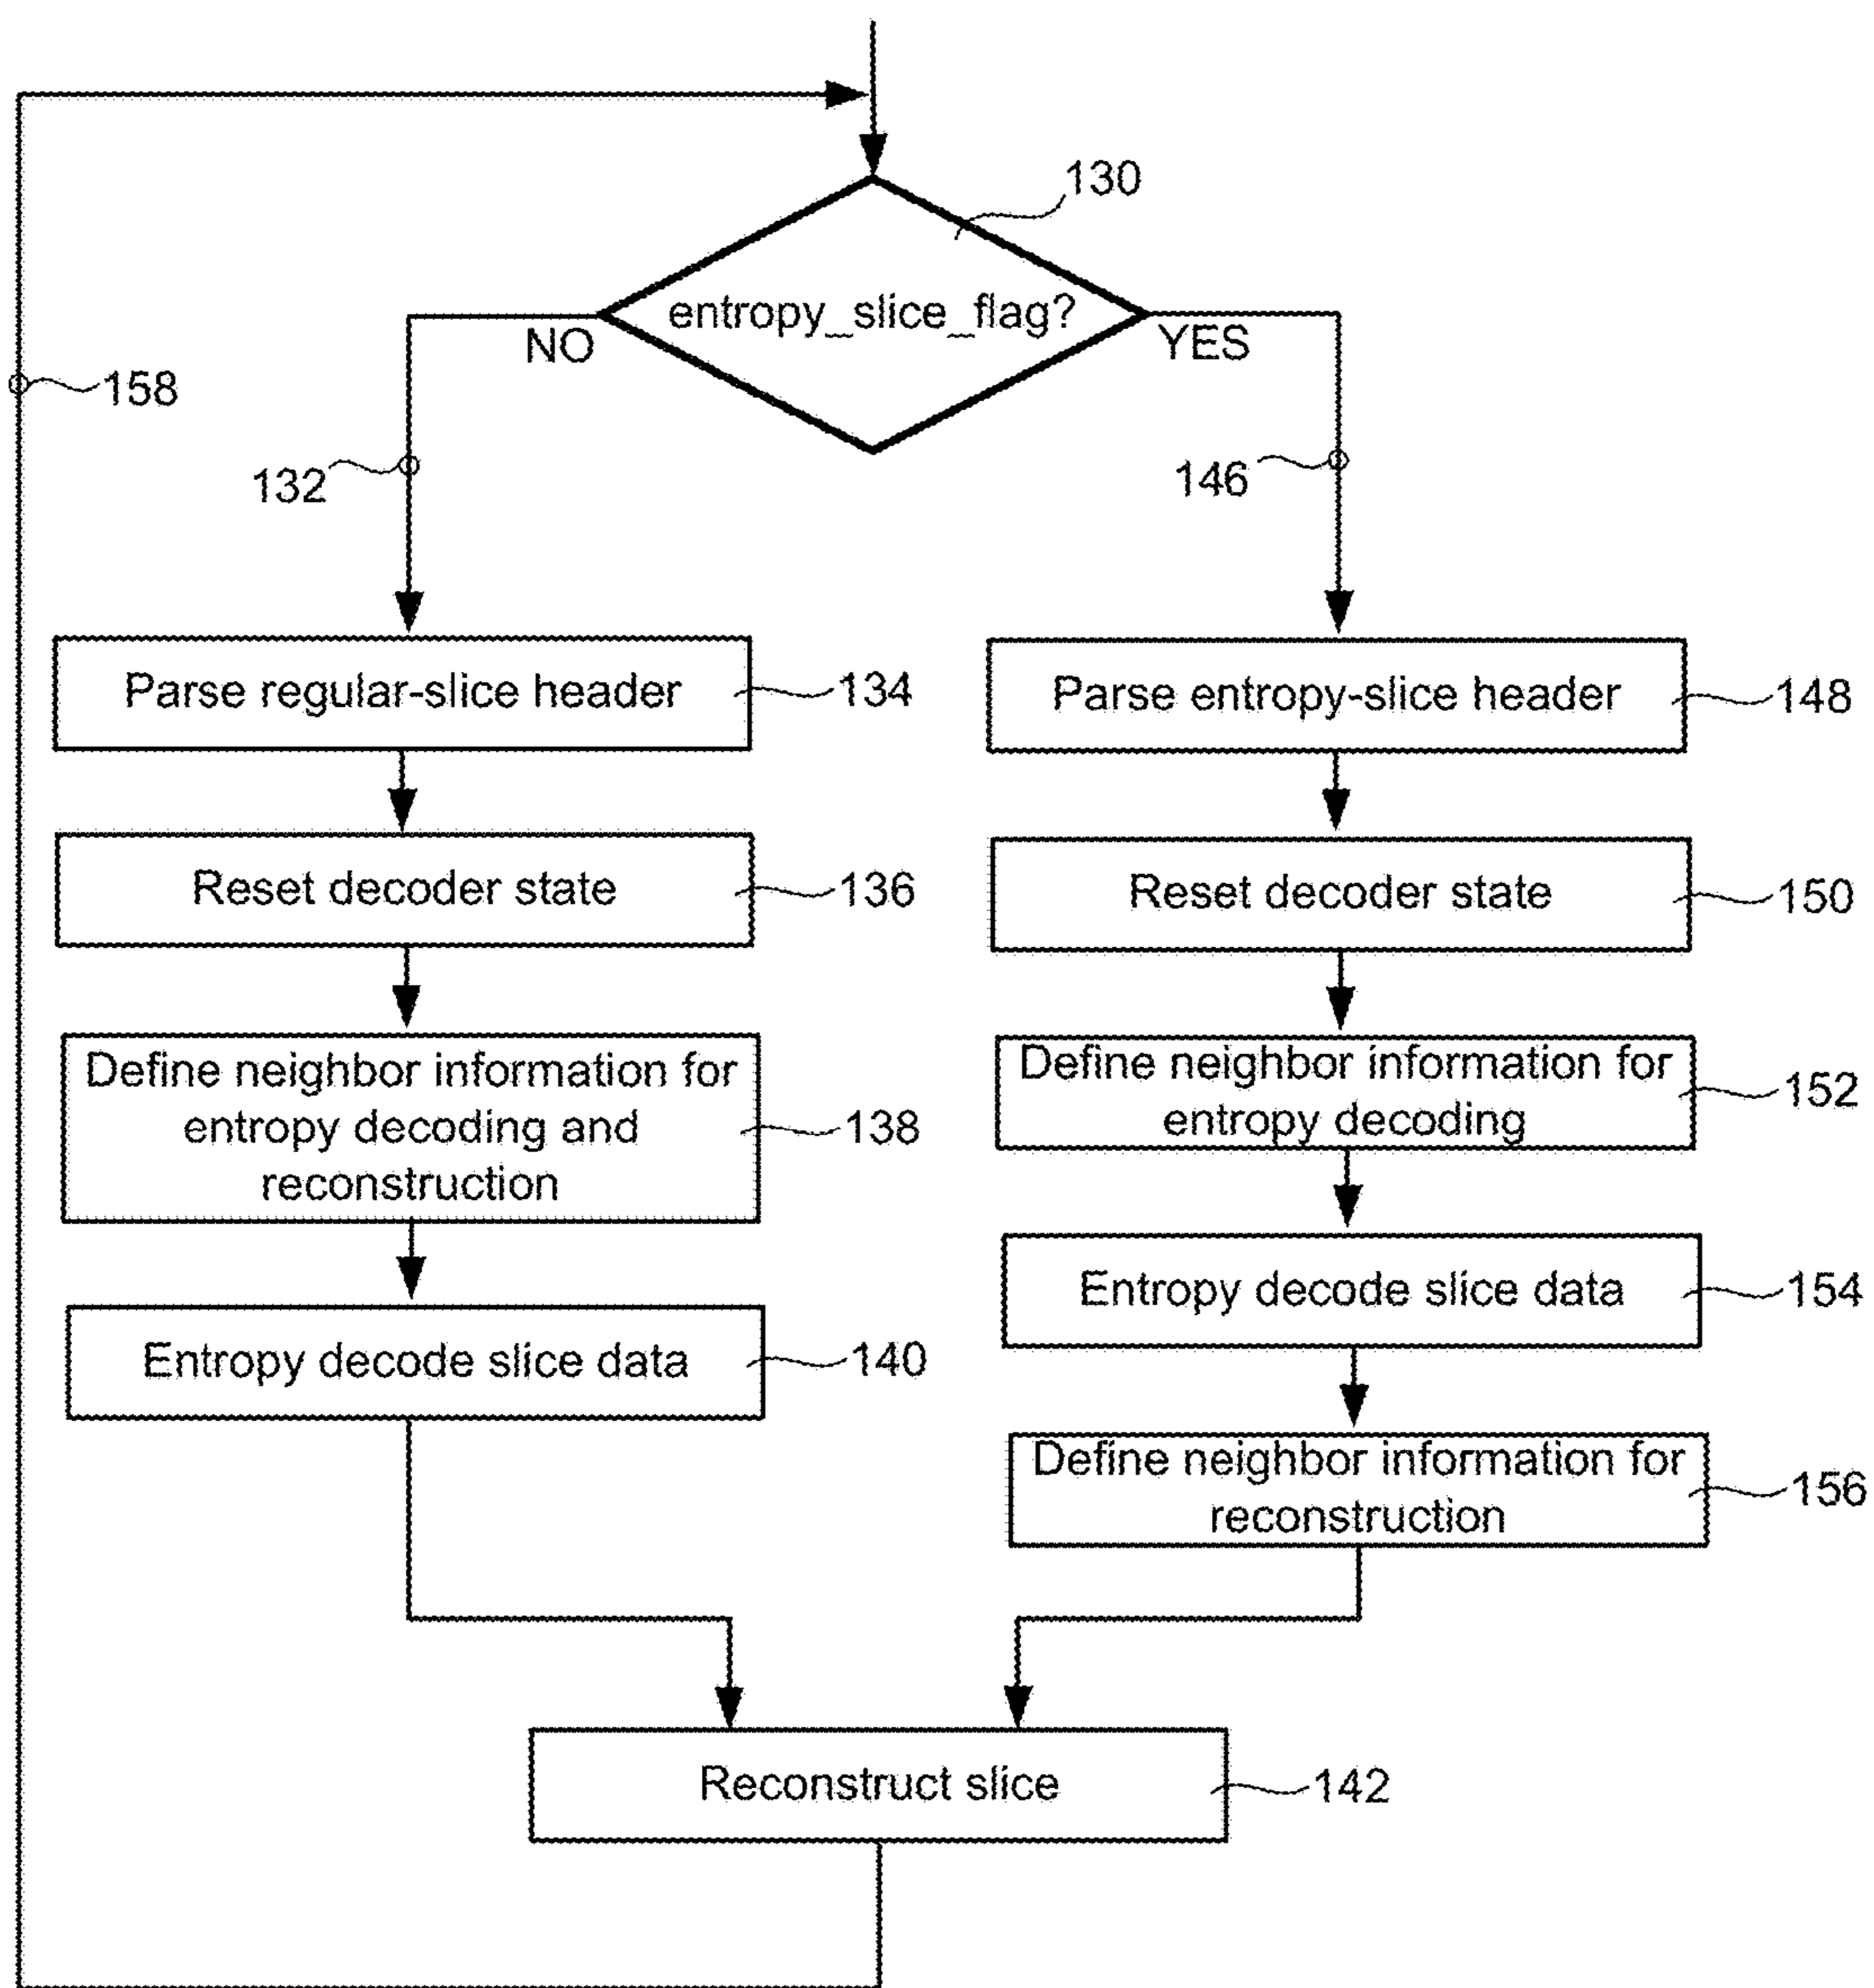 130
entropy_slice_flag?
NO
YES
158
132
146
Parse regular-slice header
134
Parse entropy-slice header
148
Reset decoder state
136
Reset decoder state
150
Define neighbor information for
entropy decoding and
reconstruction
138
Define neighbor information for
entropy decoding
152
Entropy decode slice data
140
Entropy decode slice data
154
Define neighbor information for
reconstruction
156
Reconstruct slice
142